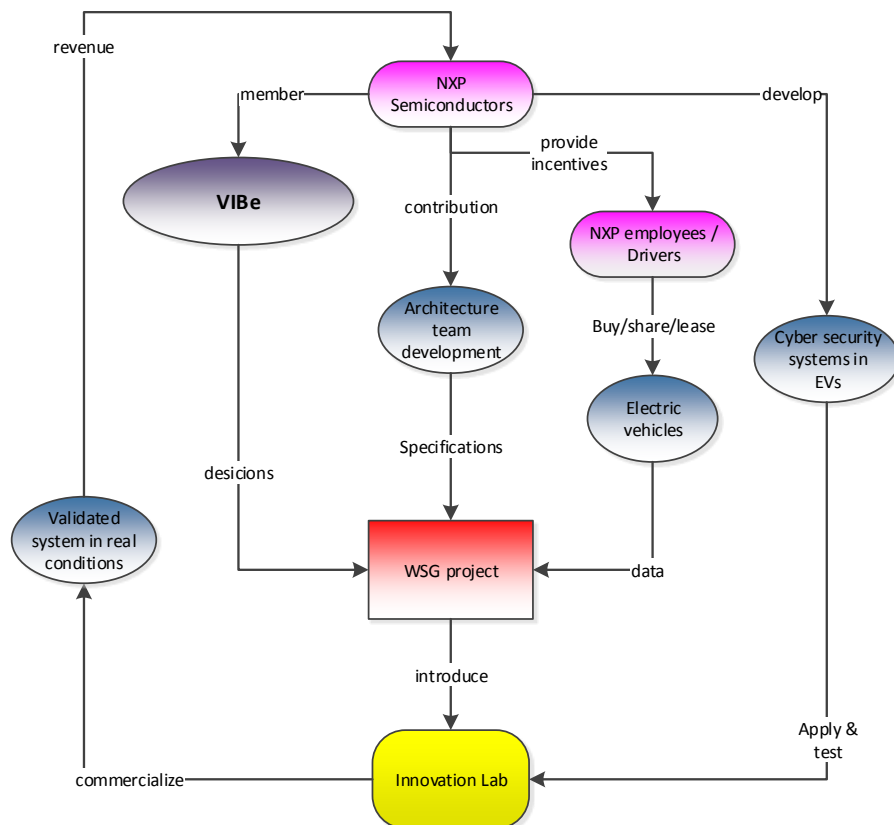 revenue
NXP
Semiconductors
member
develop
provide
incentives
VIBe
contribution
NXP employees /
Drivers
Architecture
team
development
Buy/share/lease
Cyber security
systems in
EVs
Electric
vehicles
Specifications
desicions
Validated
system in real
conditions
WSG project
data
introduce
Apply &
test
commercialize
Innovation Lab